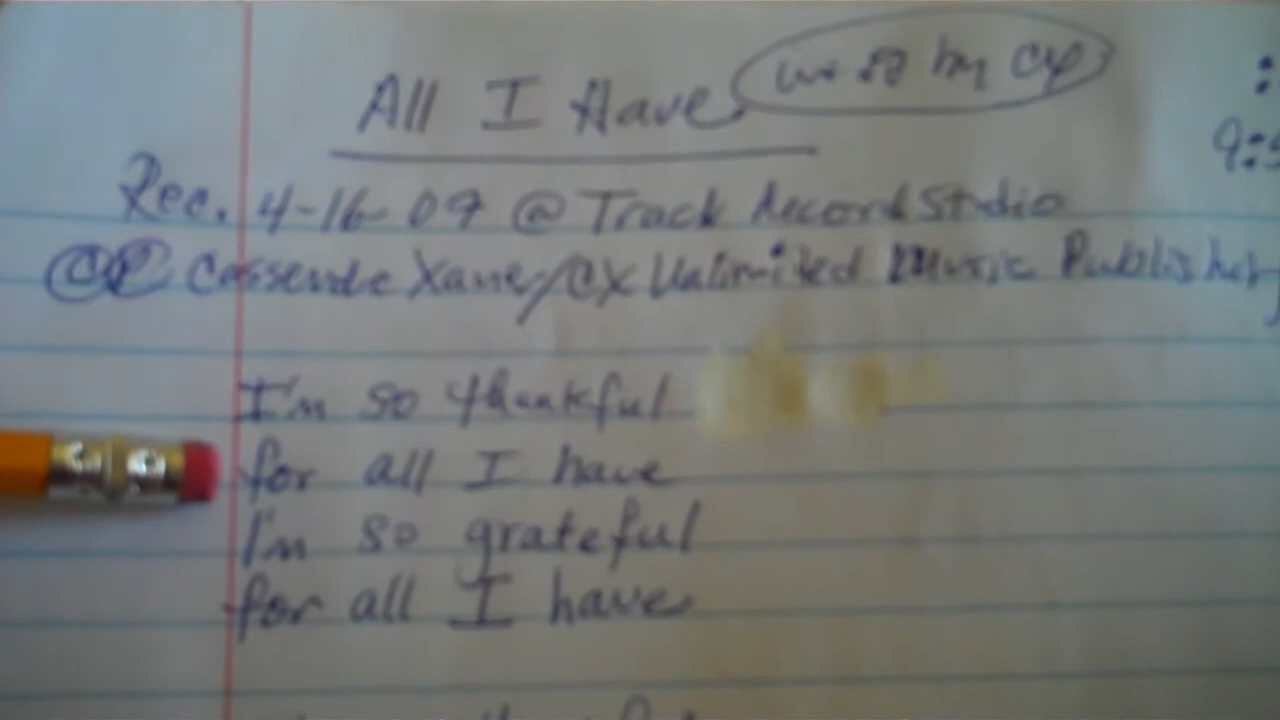 All I Have
by
Rec. 4-16-09 @ Track Record Studio
© ℗ Xane/CX Unlimited Music Publishing
I'm so thankful
for all I have
I'm so grateful
for all I have